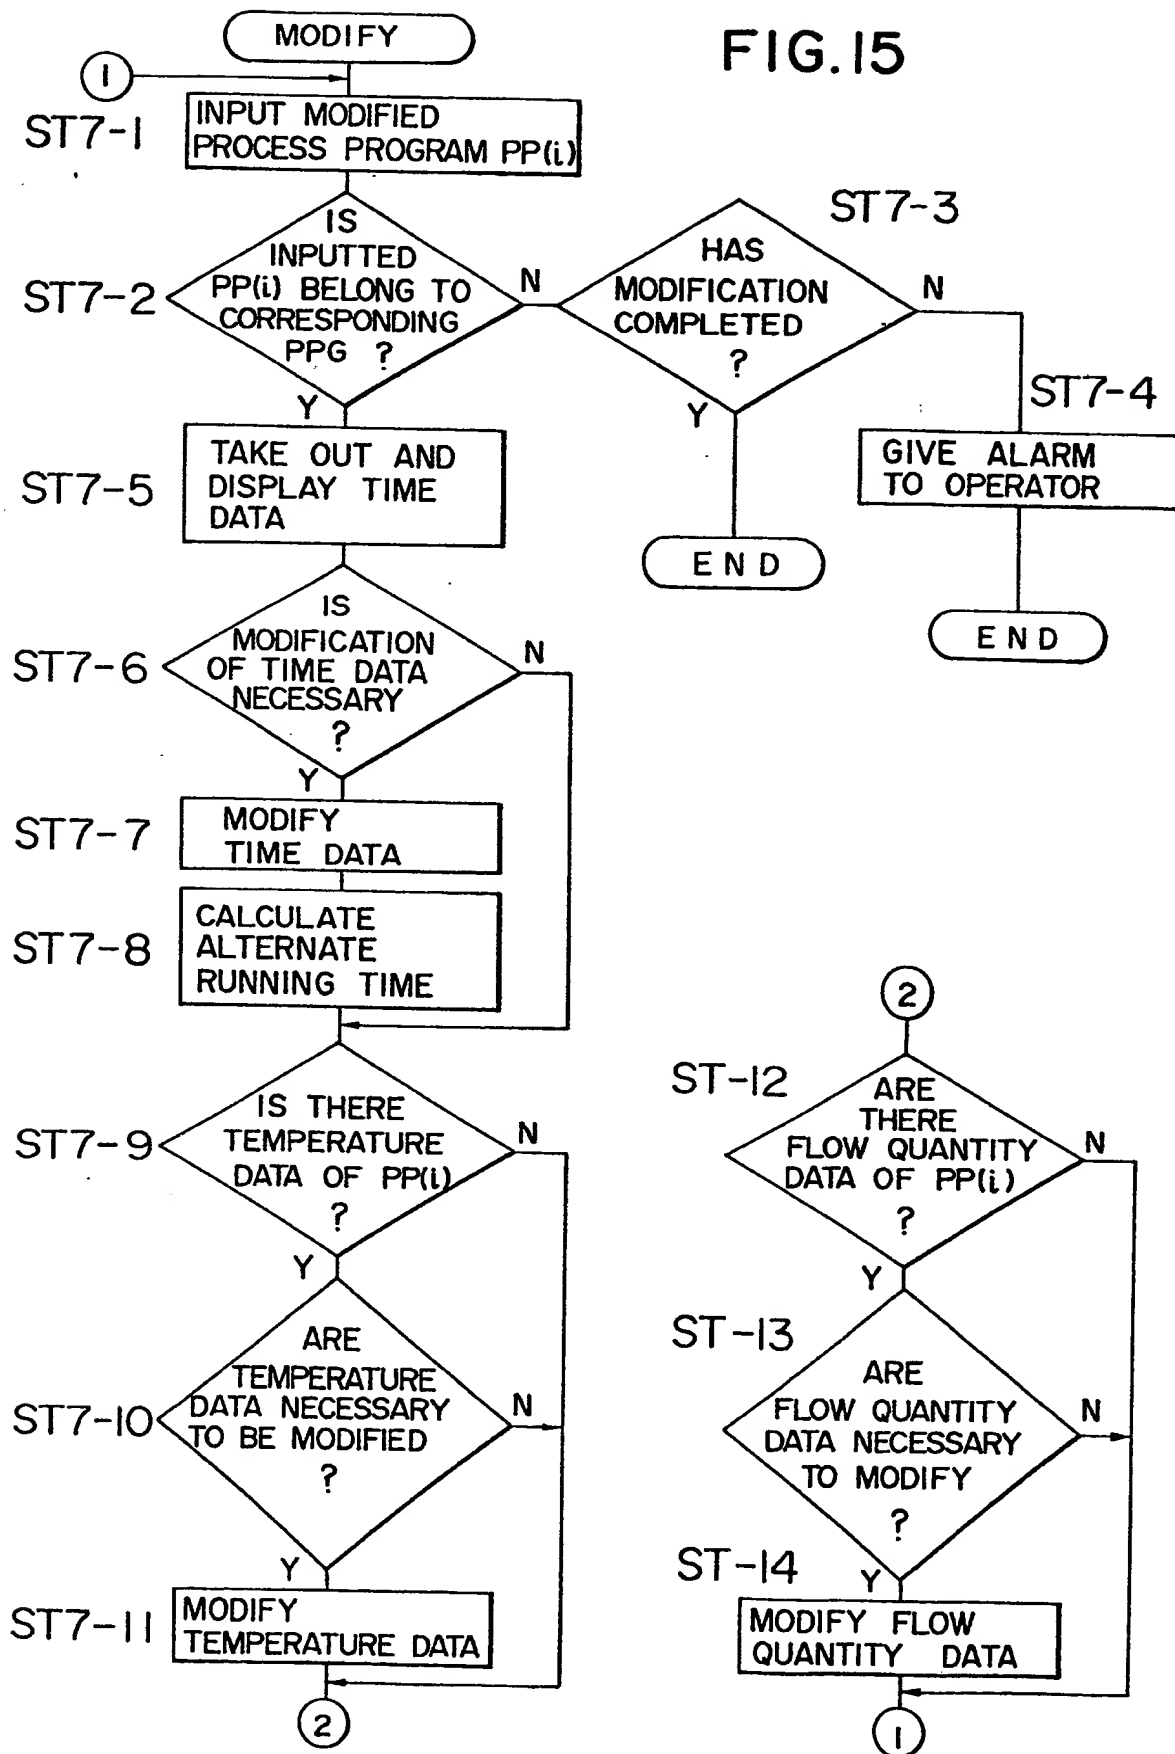 FIG.15
MODIFY
1
ST7-1
INPUT MODIFIED
PROCESS PROGRAM PP(i)
ST7-2
IS
INPUTTED
PP(i) BELONG TO
CORRESPONDING
PPG ?
N
Y
ST7-3
HAS
MODIFICATION
COMPLETED
?
N
Y
END
ST7-4
GIVE ALARM
TO OPERATOR
END
ST7-5
TAKE OUT AND
DISPLAY TIME
DATA
ST7-6
IS
MODIFICATION
OF TIME DATA
NECESSARY
?
N
Y
ST7-7
MODIFY
TIME DATA
ST7-8
CALCULATE
ALTERNATE
RUNNING TIME
ST7-9
IS THERE
TEMPERATURE
DATA OF PP(i)
?
N
Y
ST7-10
ARE
TEMPERATURE
DATA NECESSARY
TO BE MODIFIED
?
N
Y
ST7-11
MODIFY
TEMPERATURE DATA
2
2
ST-12
ARE
THERE
FLOW QUANTITY
DATA OF PP(i)
?
N
Y
ST-13
ARE
FLOW QUANTITY
DATA NECESSARY
TO MODIFY
?
N
Y
ST-14
MODIFY FLOW
QUANTITY DATA
1